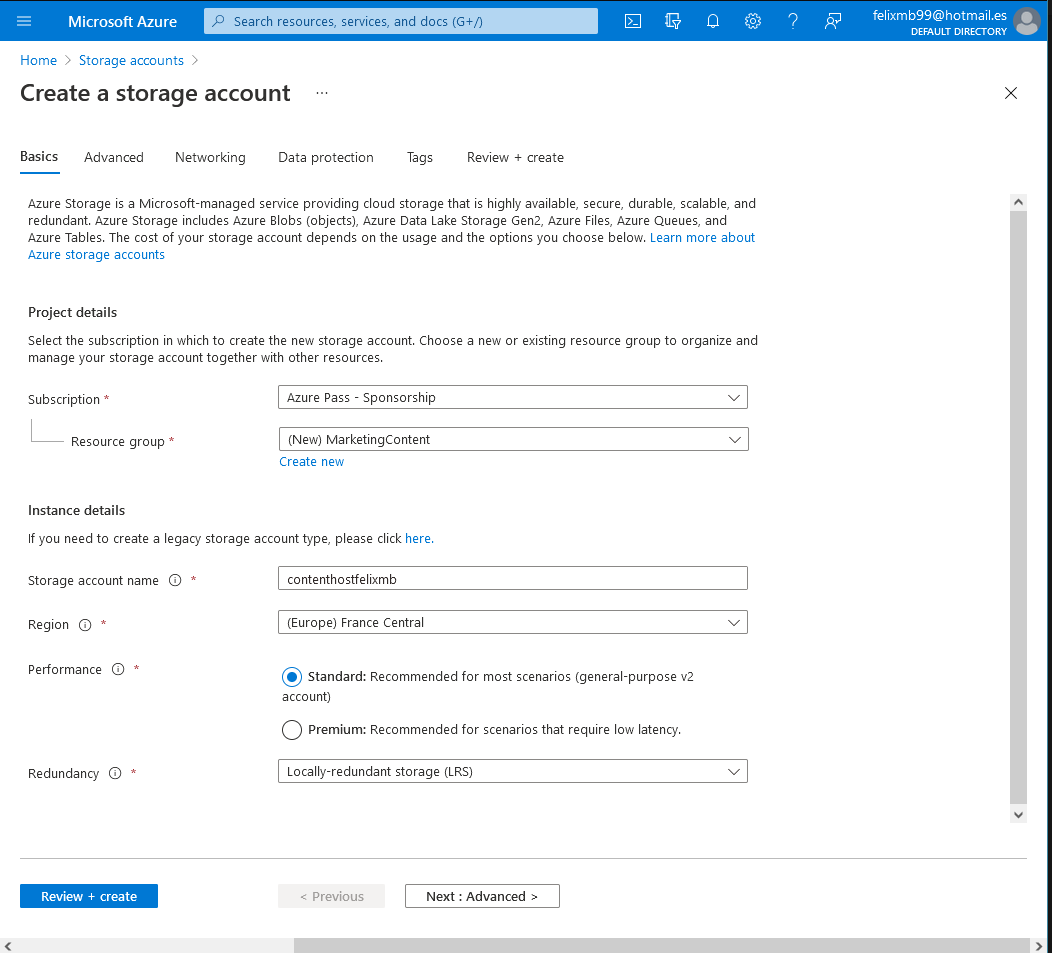 Microsoft Azure
Search resources, services, and docs (G+/)
felixmb99@hotmail.es
DEFAULT DIRECTORY
Home > Storage accounts >
Create a storage account ...
Basics Advanced Networking Data protection Tags Review + create
Azure Storage is a Microsoft-managed service providing cloud storage that is highly available, secure, durable, scalable, and
redundant. Azure Storage includes Azure Blobs (objects), Azure Data Lake Storage Gen2, Azure Files, Azure Queues, and
Azure Tables. The cost of your storage account depends on the usage and the options you choose below. Learn more about
Azure storage accounts
Project details
Select the subscription in which to create the new storage account. Choose a new or existing resource group to organize and
manage your storage account together with other resources.
Subscription *
Azure Pass - Sponsorship
Resource group *
(New) MarketingContent
Create new
Instance details
If you need to create a legacy storage account type, please click here.
Storage account name *
contenthostfelixmb
Region *
(Europe) France Central
Performance *
Standard: Recommended for most scenarios (general-purpose v2
account)
Premium: Recommended for scenarios that require low latency.
Redundancy *
Locally-redundant storage (LRS)
Review + create
< Previous
Next : Advanced >